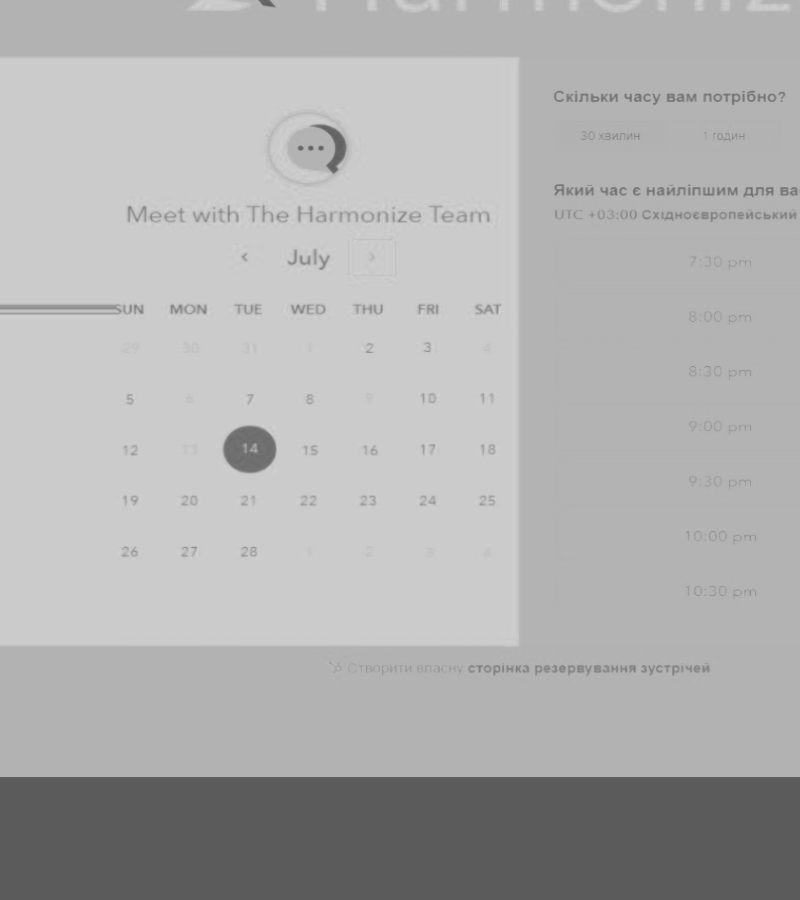 Harmoniz
Meet with The Harmonize Team
July
SUN MON TUE WED THU FRI SAT
29 30 31 1 2 3 4
5 6 7 8 9 10 11
12 13 14 15 16 17 18
19 20 21 22 23 24 25
26 27 28 1 2 3 4
Скільки часу вам потрібно?
30 хвилин 1 годин
Який час є найліпшим для ва
UTC +03:00 Східноєвропейський
7:30 pm
8:00 pm
8:30 pm
9:00 pm
9:30 pm
10:00 pm
10:30 pm
Створити власну сторінка резервування зустрічей